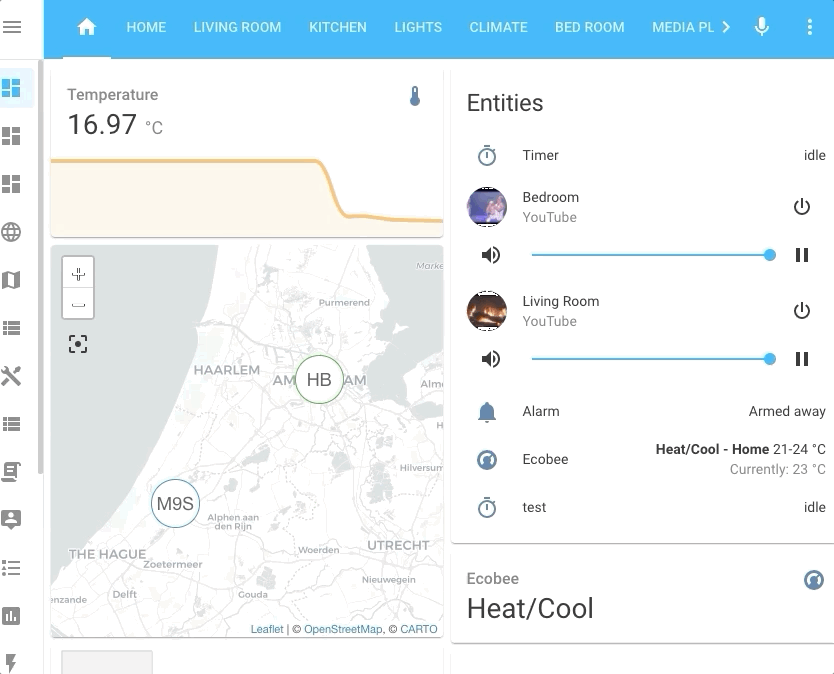 HOME LIVING ROOM KITCHEN LIGHTS CLIMATE BED ROOM MEDIA PL
Temperature
16.97 °C
Marke
Purmerend
HAARLEM
AM HB AM
Alm
H
Hilversum
M9S
Alphen aan
den Rijn
THE HAGUE
Zoetermeer
Woerden
UTRECHT
Nieuwegein
Delft
Gouda
enzande
Leaflet | © OpenStreetMap, © CARTO
Entities
Timer idle
Bedroom
YouTube
Living Room
YouTube
Alarm Armed away
Ecobee Heat/Cool - Home 21-24 °C
Currently: 23 °C
test idle
Ecobee
Heat/Cool